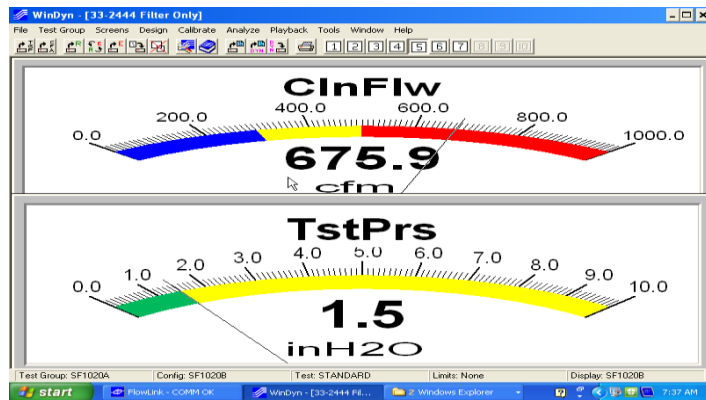 WinDyn - [33-2444 Filter Only]
File Test Group Screens Design Calibrate Analyze Playback Tools Window Help
1 2 3 4 5 6 7 8 9 10
ClnFlw
0.0 200.0 400.0 600.0 800.0 1000.0
675.9
cfm
TstPrs
0.0 1.0 2.0 3.0 4.0 5.0 6.0 7.0 8.0 9.0 10.0
1.5
inH2O
Test Group: SF1020A Config: SF1020B Test: STANDARD Limits: None Display: SF1020B
start FlowLink - COMM OK WinDyn - [33-2444 Fil... 2 Windows Explorer 7:37 AM